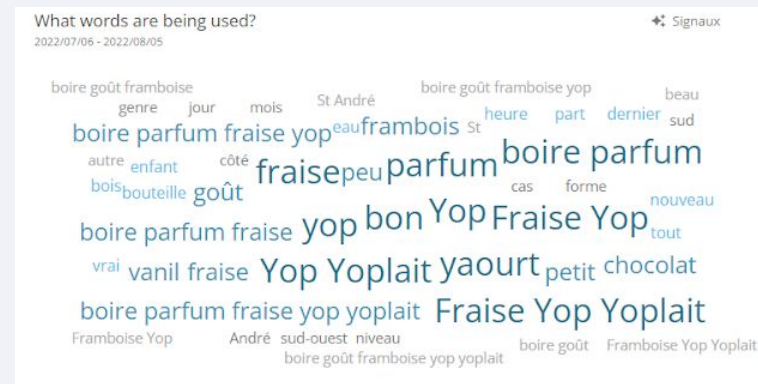 What words are being used?
Signaux
2022/07/06 - 2022/08/05
boire goût framboise
boire goût framboise yop
beau
genre jour mois St André
heure part dernier sud
boire parfum fraise yop eau frambois St
autre enfant côté fraise peu parfum boire parfum
bois bouteille goût cas forme
nouveau
boire parfum fraise yop bon Yop Fraise Yop tout
vrai vanil fraise Yop Yoplait yaourt petit chocolat
boire parfum fraise yop yoplait Fraise Yop Yoplait
Framboise Yop André sud-ouest niveau boire goût Framboise Yop Yoplait
boire goût framboise yop yoplait